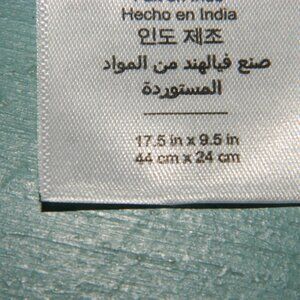 Hecho en India
인도 제조
صنع فيالهند من المواد
المستوردة
17.5 in x 9.5 in
44 cm x 24 cm